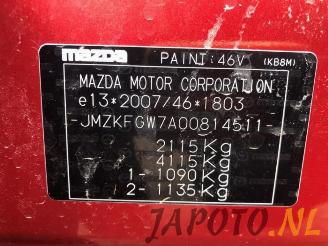 mazda PAINT:46V (KB8M)
MAZDA MOTOR CORPORATION
e13*2007/46*1803
-JMZKFGW7A00814511-
2115Kg
4115Kg
1- 1090Kg
2- 1135Kg
JAPOTO.NL